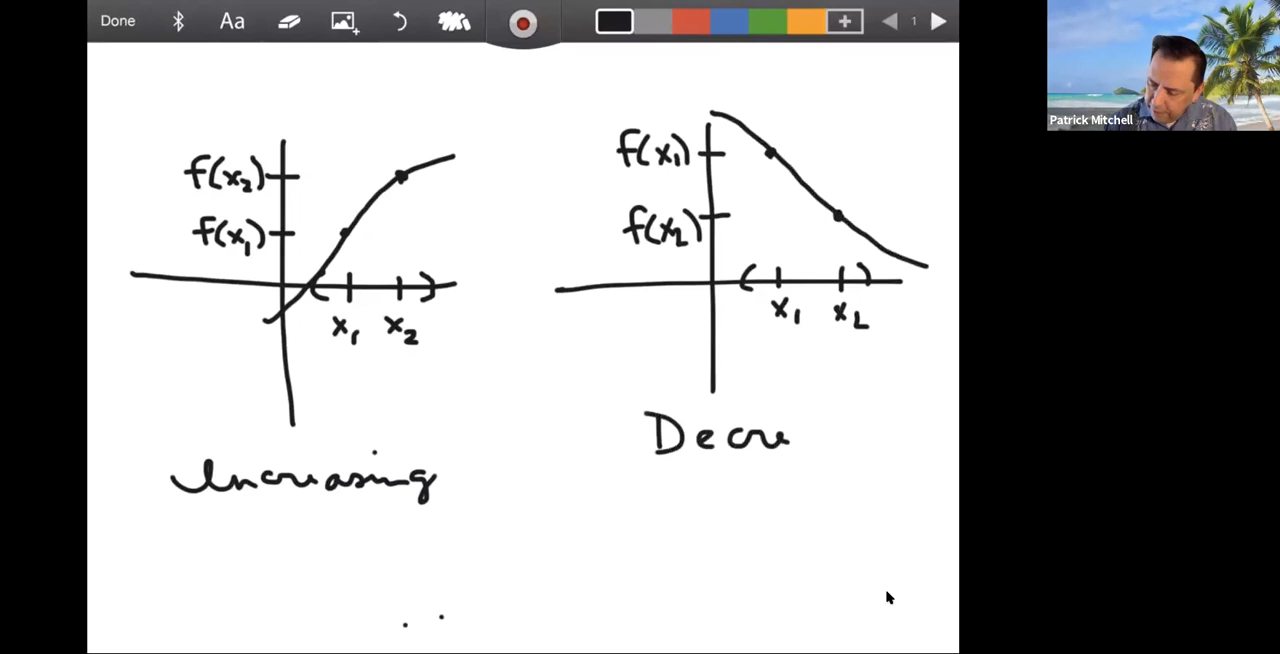 Done Aa 1
Patrick Mitchell
f(x₂)
f(x₁)
x₁ x₂
Increasing
f(x₁)
f(x₂)
x₁ x₂
Decre